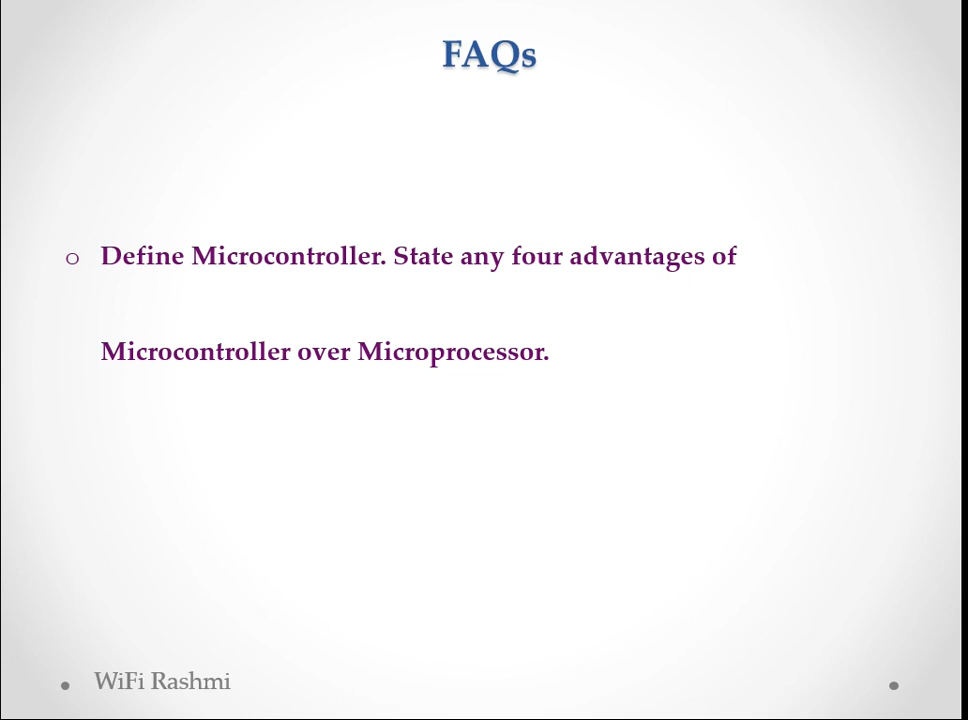 FAQs
o Define Microcontroller. State any four advantages of
Microcontroller over Microprocessor.
• WiFi Rashmi •